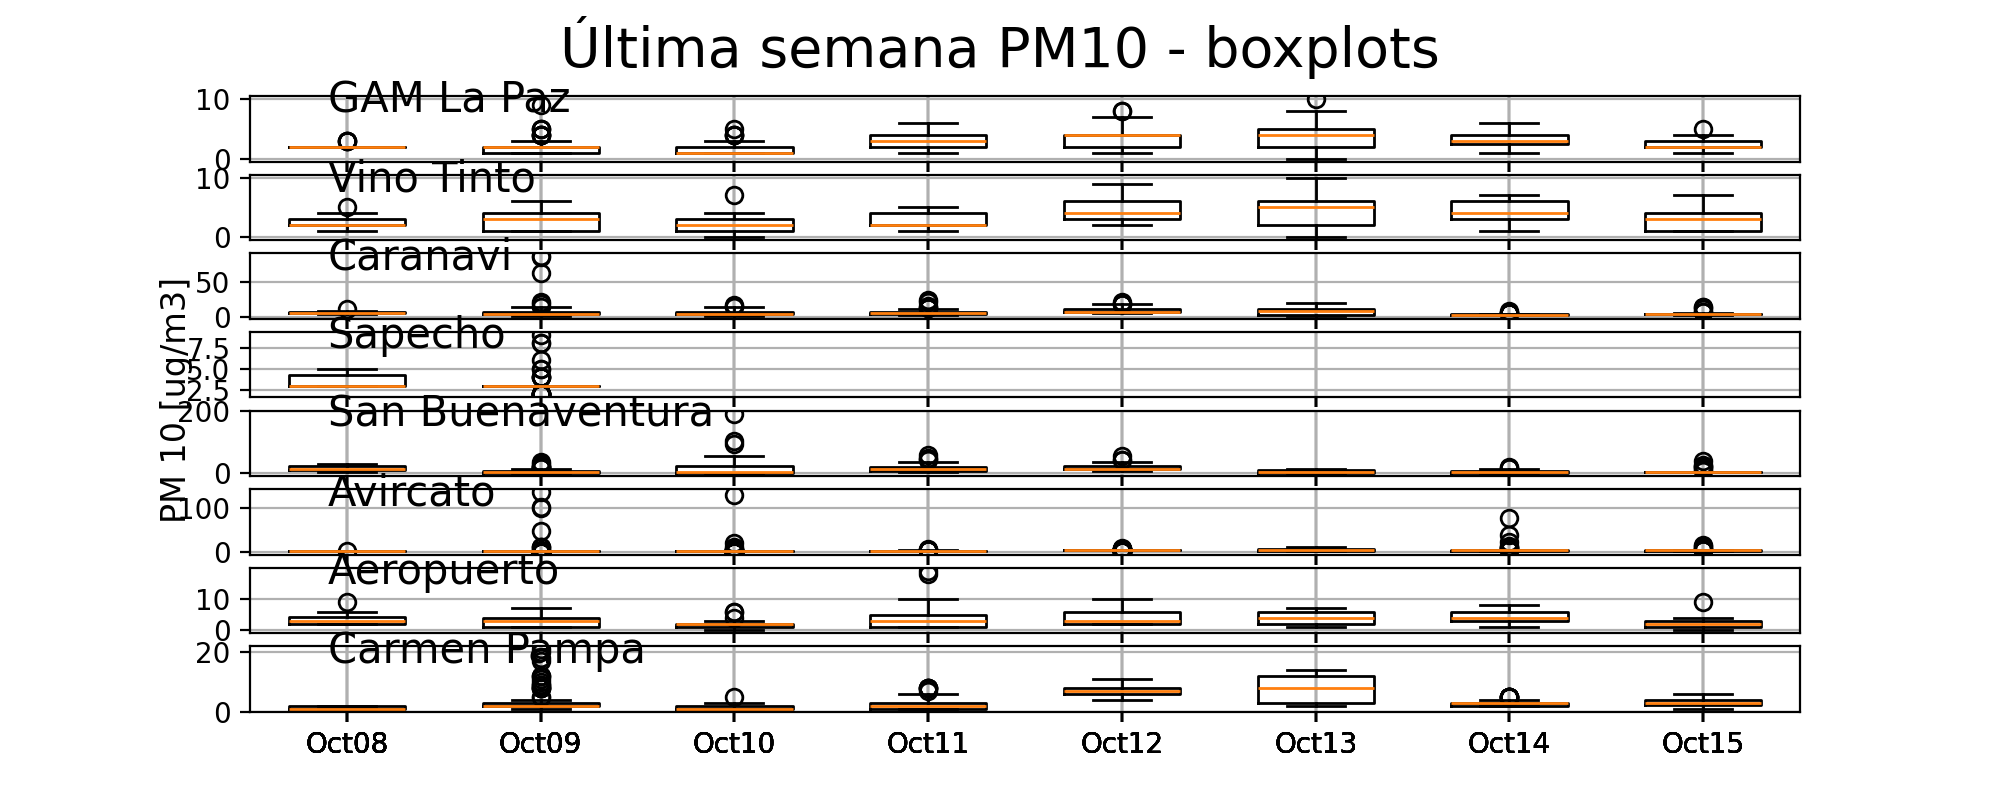 Última semana PM10 - boxplots
GAM La Paz
10
0
Vino Tinto
10
0
Caranavi
50
0
Sapecho
7.5
5.0
2.5
San Buenaventura
200
0
Avircato
100
0
Aeropuerto
10
0
Carmen Pampa
20
0
PM 10 [ug/m3]
Oct08 Oct09 Oct10 Oct11 Oct12 Oct13 Oct14 Oct15